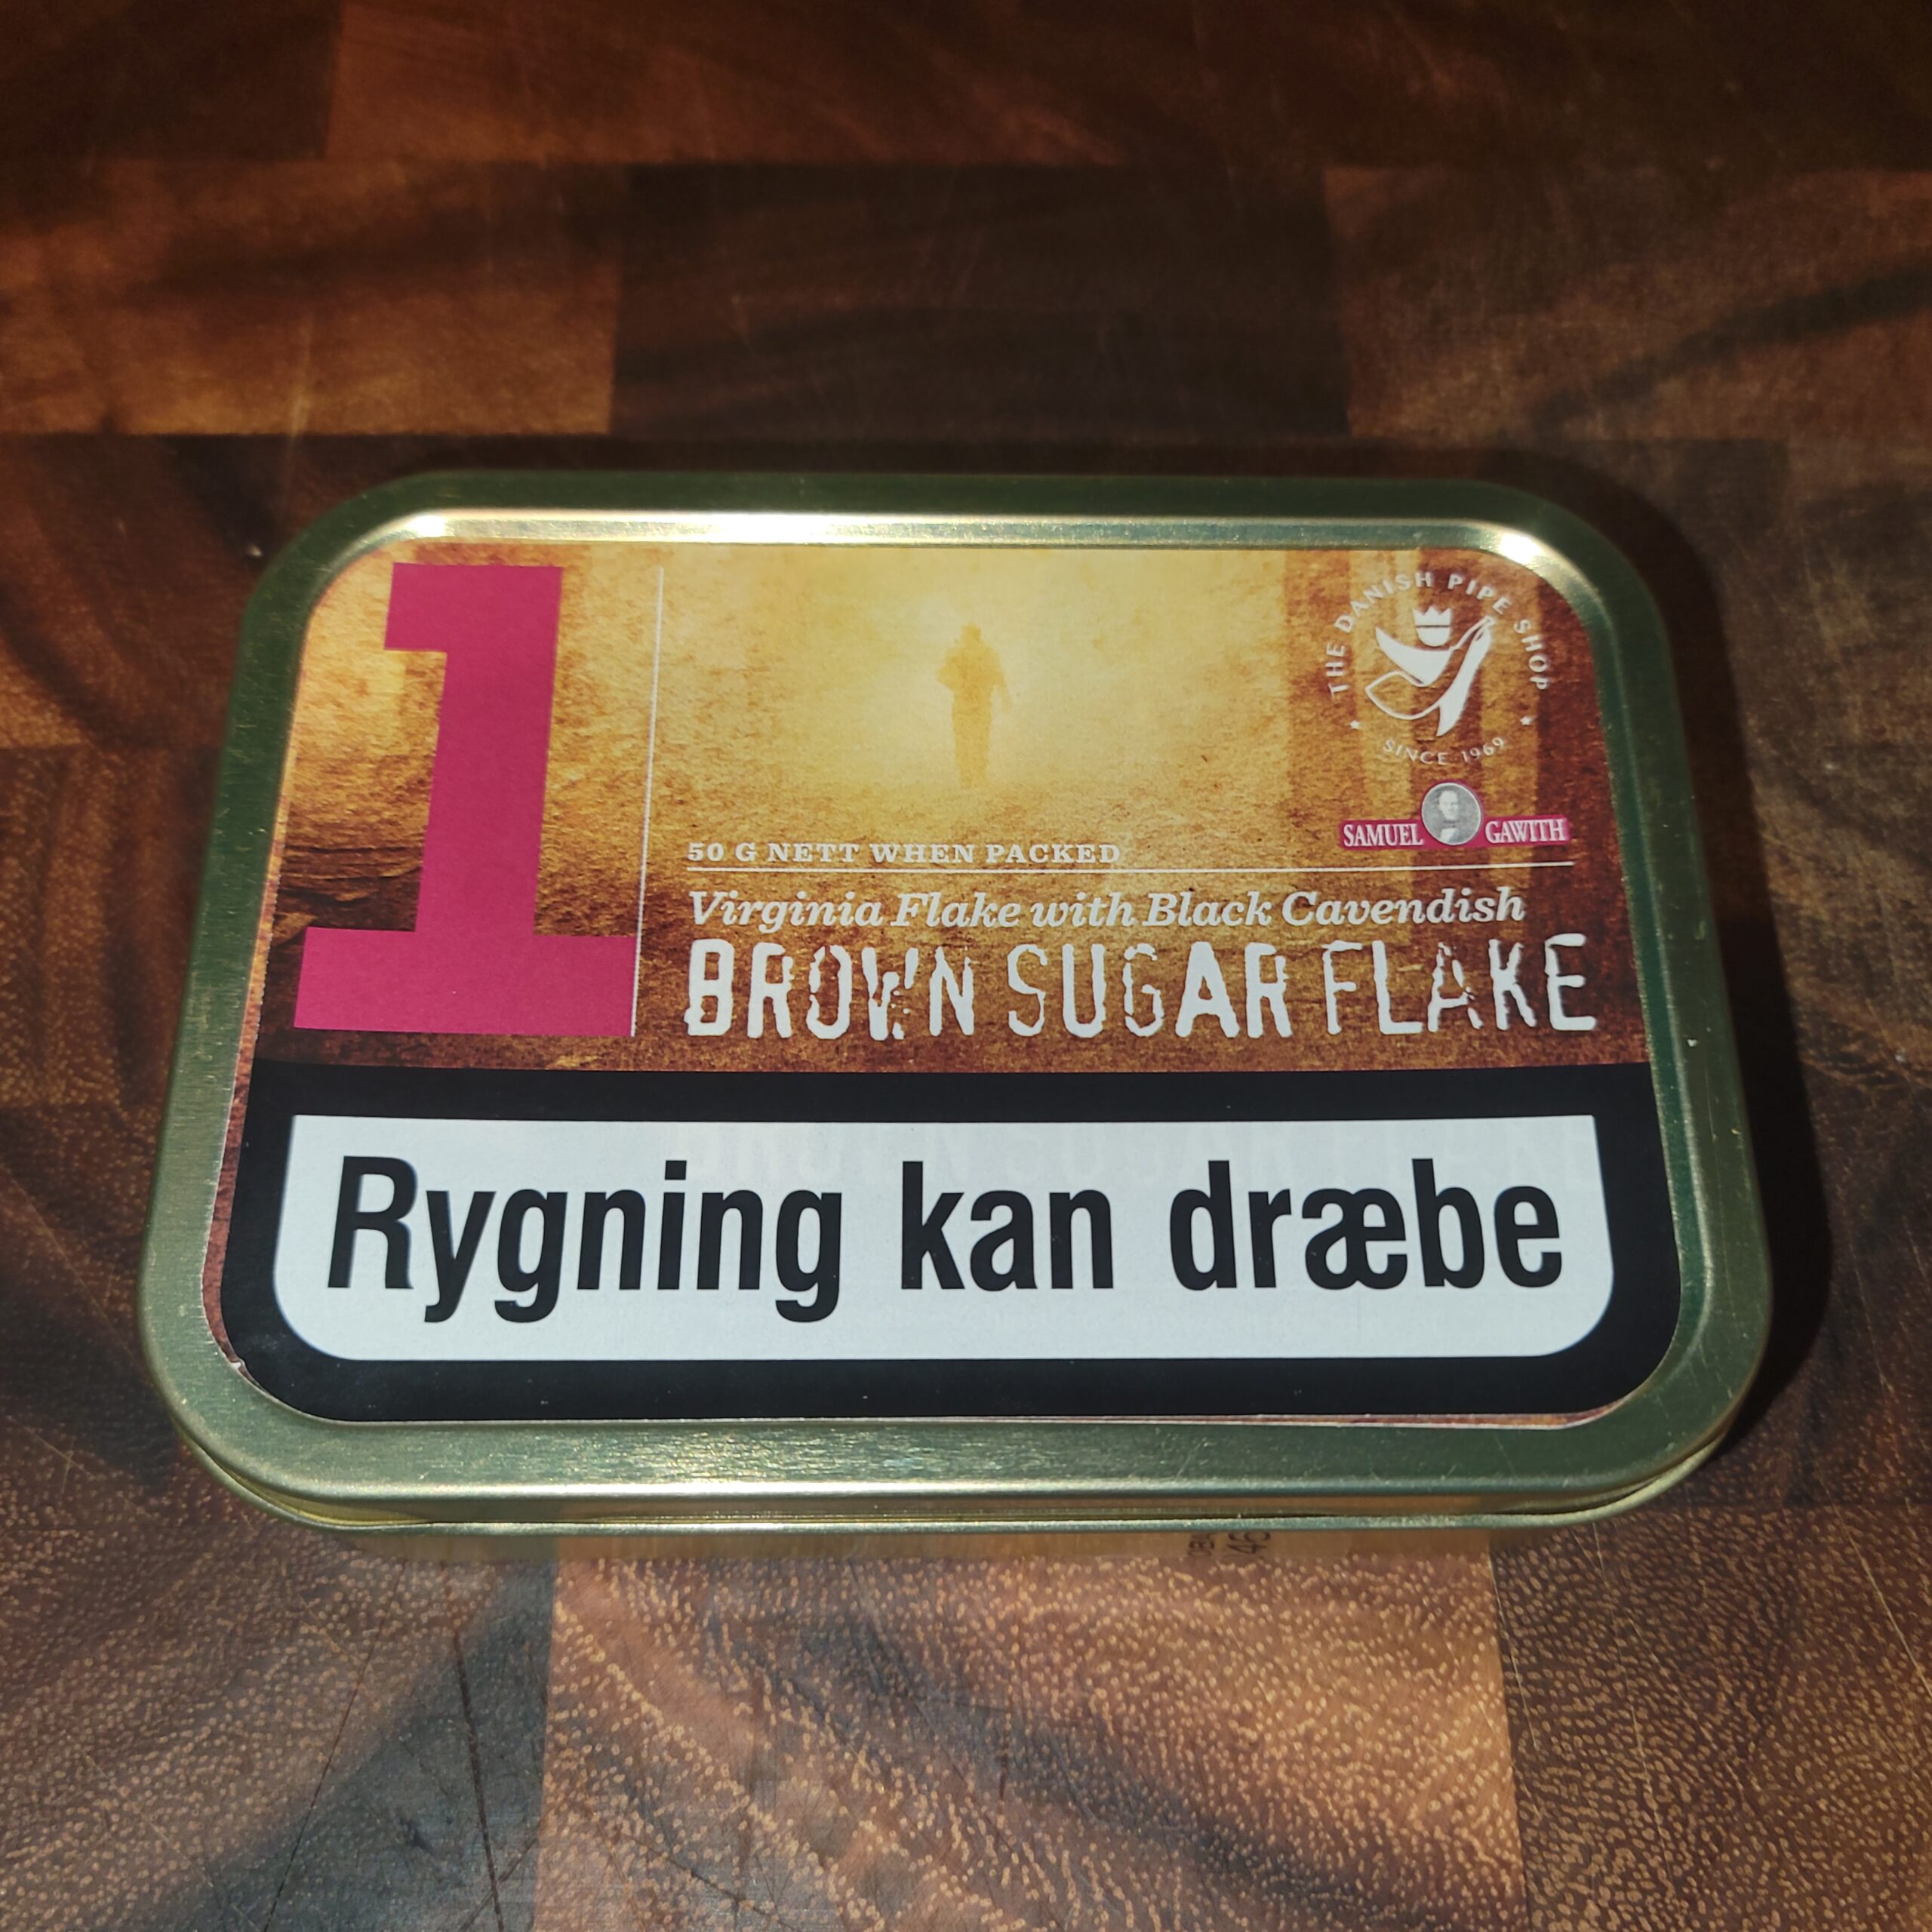 1
THE DANISH PIPE SHOP
SINCE 1969
SAMUEL GAWITH
50 G NETT WHEN PACKED
Virginia Flake with Black Cavendish
BROWN SUGAR FLAKE
Rygning kan dræbe